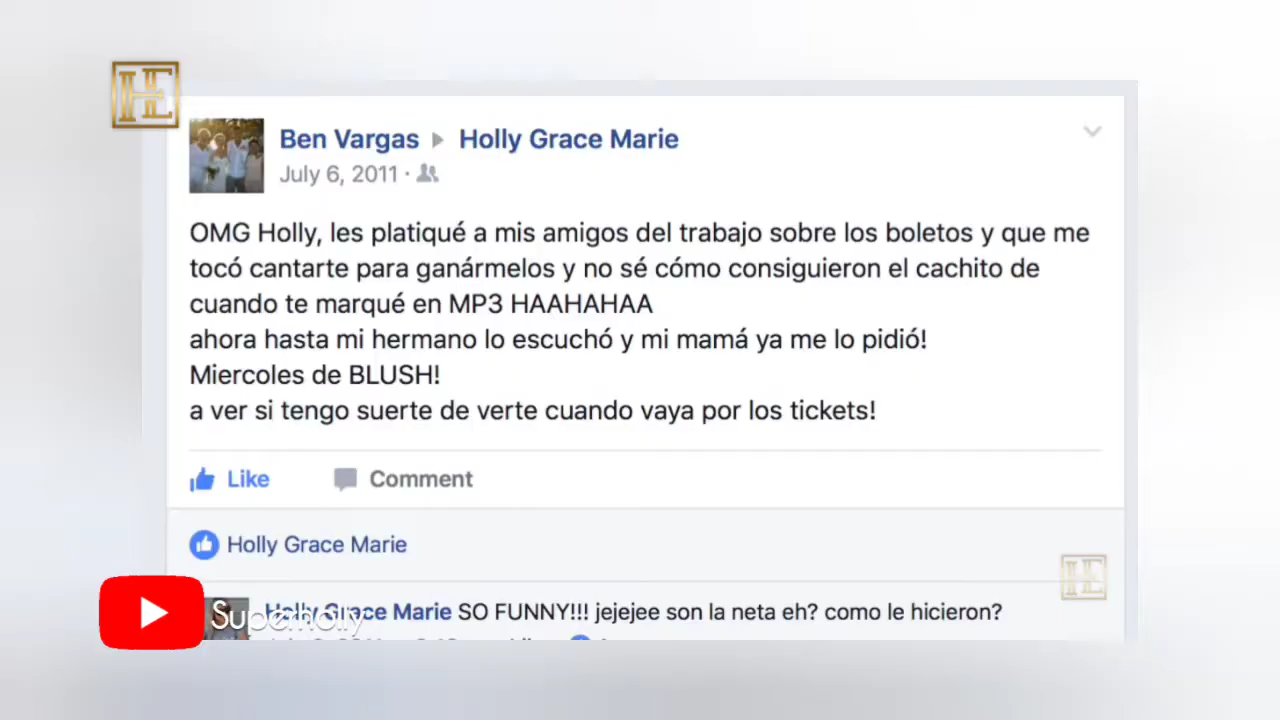 HE
Ben Vargas Holly Grace Marie
July 6, 2011 ·
OMG Holly, les platiqué a mis amigos del trabajo sobre los boletos y que me
tocó cantarte para ganármelos y no sé cómo consiguieron el cachito de
cuando te marqué en MP3 HAAHAHAA
ahora hasta mi hermano lo escuchó y mi mamá ya me lo pidió!
Miercoles de BLUSH!
a ver si tengo suerte de verte cuando vaya por los tickets!
Like Comment
Holly Grace Marie
HE
Holly Grace Marie SO FUNNY!!! jejejee son la neta eh? como le hicieron?
Superholly